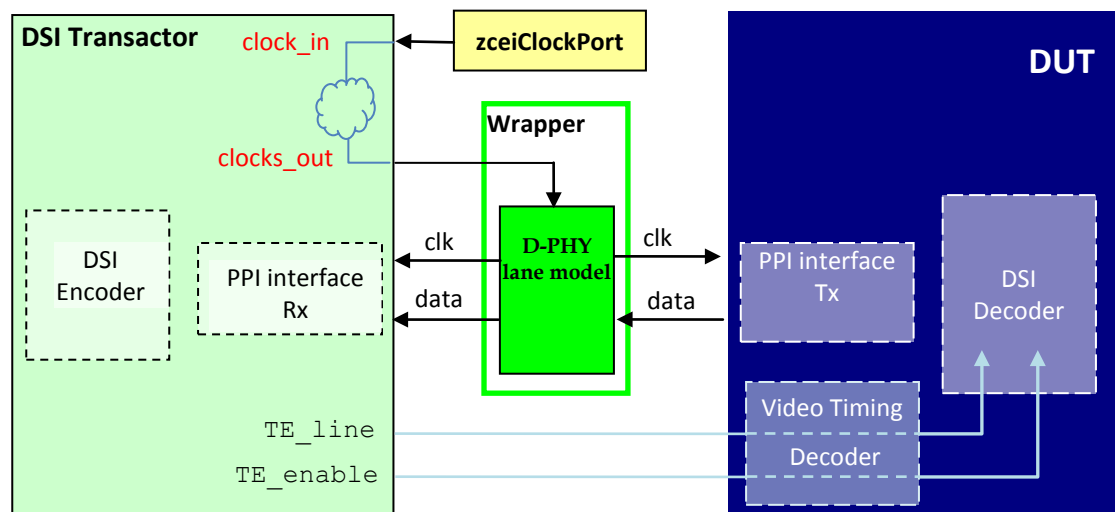 DSI Transactor
clock_in
zceiClockPort
DUT
Wrapper
clocks_out
D-PHY
lane model
clk
clk
data
data
DSI
Encoder
PPI interface
Rx
PPI interface
Tx
DSI
Decoder
Video Timing
Decoder
TE_line
TE_enable